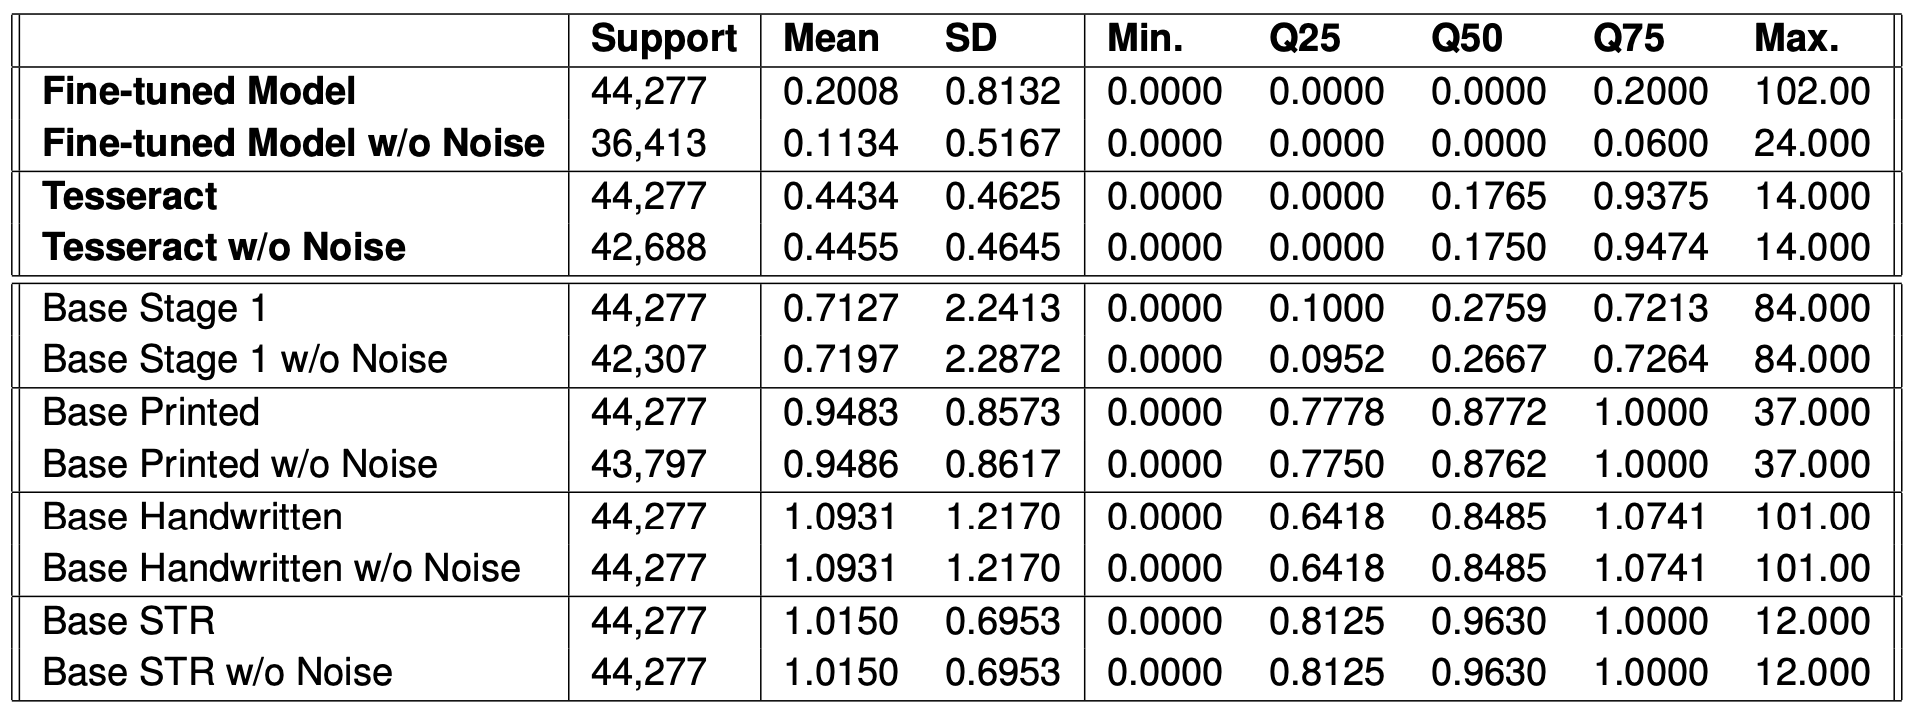 Support Mean SD Min. Q25 Q50 Q75 Max.
Fine-tuned Model 44,277 0.2008 0.8132 0.0000 0.0000 0.0000 0.2000 102.00
Fine-tuned Model w/o Noise 36,413 0.1134 0.5167 0.0000 0.0000 0.0000 0.0600 24.000
Tesseract 44,277 0.4434 0.4625 0.0000 0.0000 0.1765 0.9375 14.000
Tesseract w/o Noise 42,688 0.4455 0.4645 0.0000 0.0000 0.1750 0.9474 14.000
Base Stage 1 44,277 0.7127 2.2413 0.0000 0.1000 0.2759 0.7213 84.000
Base Stage 1 w/o Noise 42,307 0.7197 2.2872 0.0000 0.0952 0.2667 0.7264 84.000
Base Printed 44,277 0.9483 0.8573 0.0000 0.7778 0.8772 1.0000 37.000
Base Printed w/o Noise 43,797 0.9486 0.8617 0.0000 0.7750 0.8762 1.0000 37.000
Base Handwritten 44,277 1.0931 1.2170 0.0000 0.6418 0.8485 1.0741 101.00
Base Handwritten w/o Noise 44,277 1.0931 1.2170 0.0000 0.6418 0.8485 1.0741 101.00
Base STR 44,277 1.0150 0.6953 0.0000 0.8125 0.9630 1.0000 12.000
Base STR w/o Noise 44,277 1.0150 0.6953 0.0000 0.8125 0.9630 1.0000 12.000